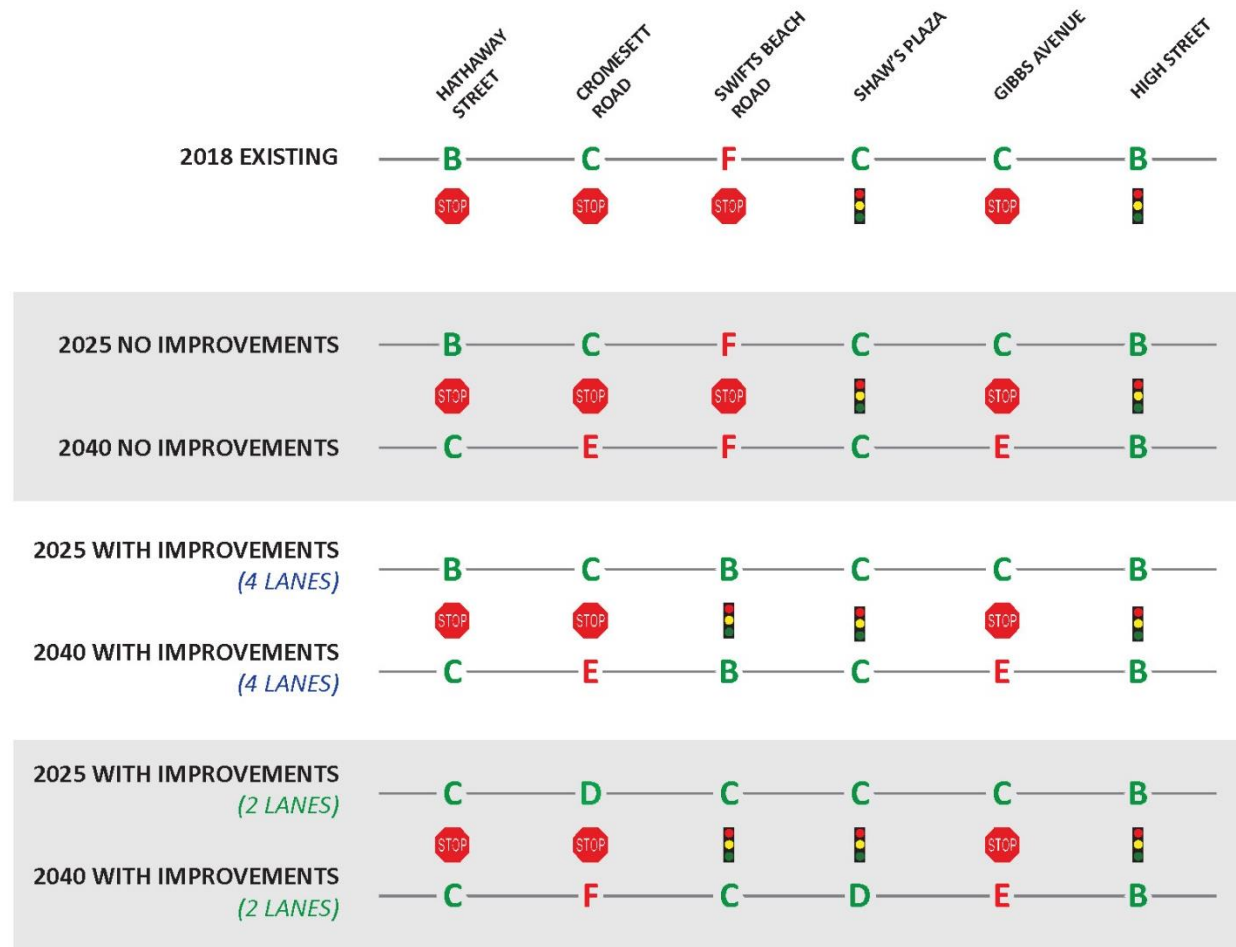 HATHAWAY
STREET
CROMESETT
ROAD
SWIFTS BEACH
ROAD
SHAW'S PLAZA
GIBBS AVENUE
HIGH STREET
2018 EXISTING B C F C C B
STOP STOP STOP STOP
2025 NO IMPROVEMENTS B C F C C B
STOP STOP STOP STOP
2040 NO IMPROVEMENTS C E F C E B
2025 WITH IMPROVEMENTS
(4 LANES) B C B C C B
STOP STOP STOP
2040 WITH IMPROVEMENTS
(4 LANES) C E B C E B
2025 WITH IMPROVEMENTS
(2 LANES) C D C C C B
STOP STOP STOP
2040 WITH IMPROVEMENTS
(2 LANES) C F C D E B